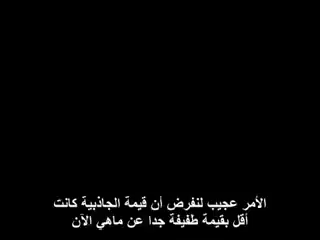 الأمر عجيب لنفرض أن قيمة الجاذبية كانت
أقل بقيمة طفيفة جدا عن ماهي الآن